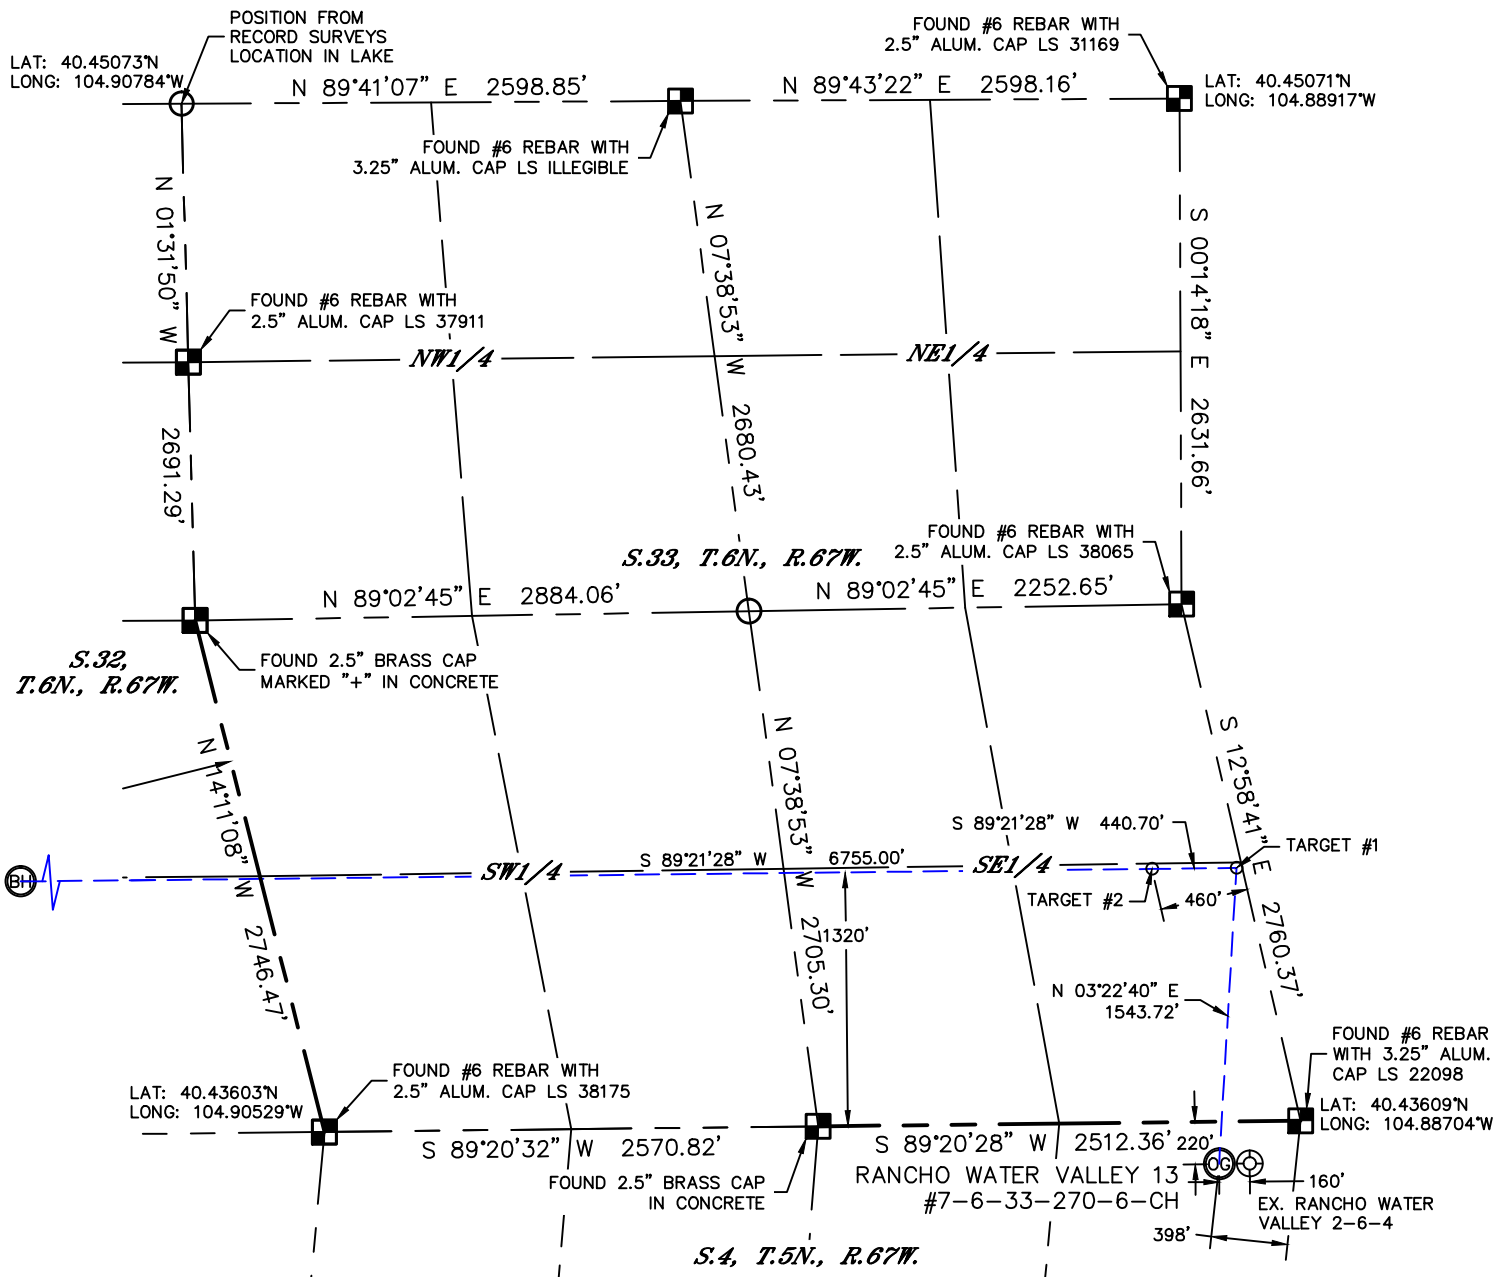 POSITION FROM
RECORD SURVEYS
LOCATION IN LAKE
LAT: 40.45073°N
LONG: 104.90784°W
N 89°41'07" E 2598.85'
FOUND #6 REBAR WITH
2.5" ALUM. CAP LS 31169
N 89°43'22" E 2598.16'
LAT: 40.45071°N
LONG: 104.88917°W
FOUND #6 REBAR WITH
3.25" ALUM. CAP LS ILLEGIBLE
N 01°31'50" W 2691.29'
N 07°38'53" W 2680.43'
S 00°14'18" E 2631.66'
FOUND #6 REBAR WITH
2.5" ALUM. CAP LS 37911
NW1/4
NE1/4
FOUND #6 REBAR WITH
2.5" ALUM. CAP LS 38065
S.33, T.6N., R.67W.
N 89°02'45" E 2884.06'
N 89°02'45" E 2252.65'
S.32,
T.6N., R.67W.
FOUND 2.5" BRASS CAP
MARKED "+" IN CONCRETE
N 14°11'08" W 2746.47'
N 07°38'53" W 2705.30'
S 12°58'41" E 2760.37'
S 89°21'28" W 440.70'
TARGET #1
BH
SW1/4
S 89°21'28" W 6755.00'
SE1/4
TARGET #2
460'
1320'
N 03°22'40" E
1543.72'
FOUND #6 REBAR
WITH 3.25" ALUM.
CAP LS 22098
LAT: 40.43609°N
LONG: 104.88704°W
LAT: 40.43603°N
LONG: 104.90529°W
FOUND #6 REBAR WITH
2.5" ALUM. CAP LS 38175
S 89°20'32" W 2570.82'
S 89°20'28" W 2512.36'
220'
FOUND 2.5" BRASS CAP
IN CONCRETE
RANCHO WATER VALLEY 13
#7-6-33-270-6-CH
OG
160'
EX. RANCHO WATER
VALLEY 2-6-4
398'
S.4, T.5N., R.67W.